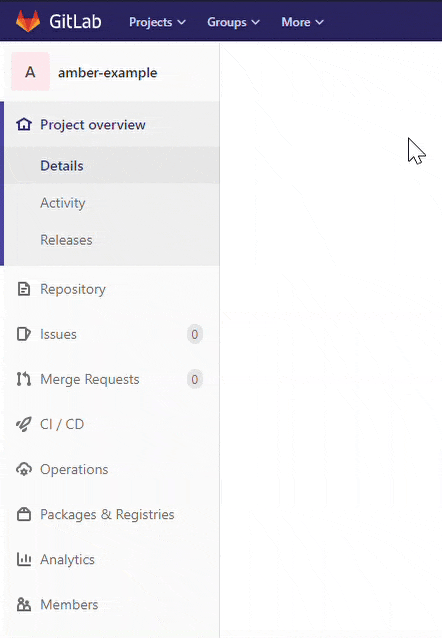 GitLab Projects Groups More
A amber-example
Project overview
Details
Activity
Releases
Repository
Issues 0
Merge Requests 0
CI / CD
Operations
Packages & Registries
Analytics
Members